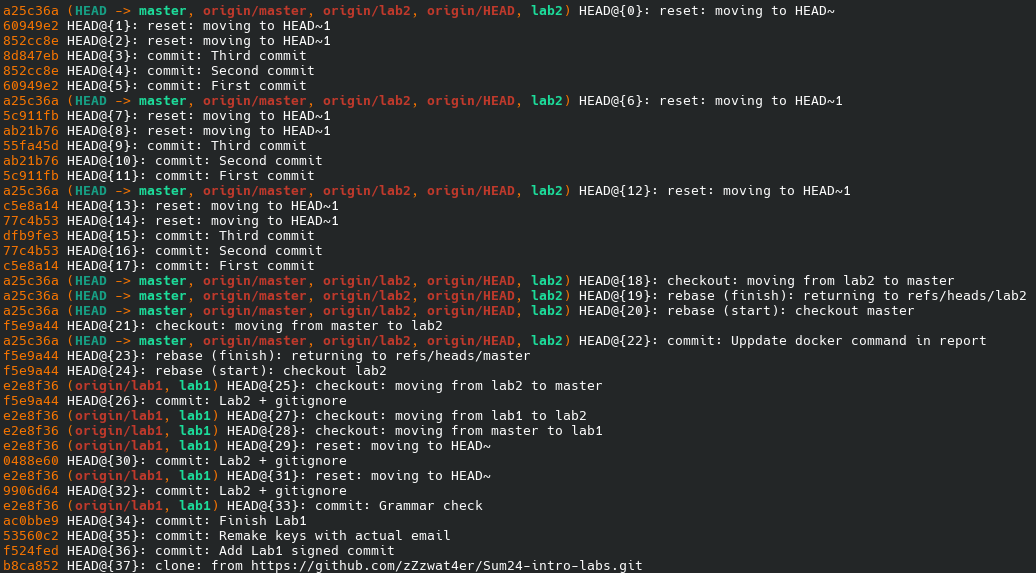 a25c36a (HEAD -> master, origin/master, origin/lab2, origin/HEAD, lab2) HEAD@{0}: reset: moving to HEAD~
60949e2 HEAD@{1}: reset: moving to HEAD~1
852cc8e HEAD@{2}: reset: moving to HEAD~1
8d847eb HEAD@{3}: commit: Third commit
852cc8e HEAD@{4}: commit: Second commit
60949e2 HEAD@{5}: commit: First commit
a25c36a (HEAD -> master, origin/master, origin/lab2, origin/HEAD, lab2) HEAD@{6}: reset: moving to HEAD~1
5c911fb HEAD@{7}: reset: moving to HEAD~1
ab21b76 HEAD@{8}: reset: moving to HEAD~1
55fa45d HEAD@{9}: commit: Third commit
ab21b76 HEAD@{10}: commit: Second commit
5c911fb HEAD@{11}: commit: First commit
a25c36a (HEAD -> master, origin/master, origin/lab2, origin/HEAD, lab2) HEAD@{12}: reset: moving to HEAD~1
c5e8a14 HEAD@{13}: reset: moving to HEAD~1
77c4b53 HEAD@{14}: reset: moving to HEAD~1
dfb9fe3 HEAD@{15}: commit: Third commit
77c4b53 HEAD@{16}: commit: Second commit
c5e8a14 HEAD@{17}: commit: First commit
a25c36a (HEAD -> master, origin/master, origin/lab2, origin/HEAD, lab2) HEAD@{18}: checkout: moving from lab2 to master
a25c36a (HEAD -> master, origin/master, origin/lab2, origin/HEAD, lab2) HEAD@{19}: rebase (finish): returning to refs/heads/lab2
a25c36a (HEAD -> master, origin/master, origin/lab2, origin/HEAD, lab2) HEAD@{20}: rebase (start): checkout master
f5e9a44 HEAD@{21}: checkout: moving from master to lab2
a25c36a (HEAD -> master, origin/master, origin/lab2, origin/HEAD, lab2) HEAD@{22}: commit: Uppdate docker command in report
f5e9a44 HEAD@{23}: rebase (finish): returning to refs/heads/master
f5e9a44 HEAD@{24}: rebase (start): checkout lab2
e2e8f36 (origin/lab1, lab1) HEAD@{25}: checkout: moving from lab2 to master
f5e9a44 HEAD@{26}: commit: Lab2 + gitignore
e2e8f36 (origin/lab1, lab1) HEAD@{27}: checkout: moving from lab1 to lab2
e2e8f36 (origin/lab1, lab1) HEAD@{28}: checkout: moving from master to lab1
e2e8f36 (origin/lab1, lab1) HEAD@{29}: reset: moving to HEAD~
0488e60 HEAD@{30}: commit: Lab2 + gitignore
e2e8f36 (origin/lab1, lab1) HEAD@{31}: reset: moving to HEAD~
9906d64 HEAD@{32}: commit: Lab2 + gitignore
e2e8f36 (origin/lab1, lab1) HEAD@{33}: commit: Grammar check
ac0bbe9 HEAD@{34}: commit: Finish Lab1
53560c2 HEAD@{35}: commit: Remake keys with actual email
f524fed HEAD@{36}: commit: Add Lab1 signed commit
b8ca852 HEAD@{37}: clone: from https://github.com/zZzwat4er/Sum24-intro-labs.git